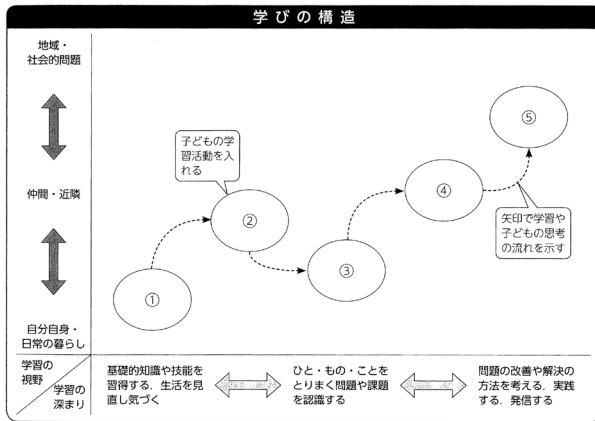 学びの構造
地域・
社会的問題
仲間・近隣
自分自身・
日常の暮らし
子どもの学
習活動を入
れる
①
②
③
④
⑤
矢印で学習や
子どもの思考
の流れを示す
学習の
視野
学習の
深まり
基礎的知識や技能を
習得する．生活を見
直し気づく
ひと・もの・ことを
とりまく問題や課題
を認識する
問題の改善や解決の
方法を考える．実践
する．発信する